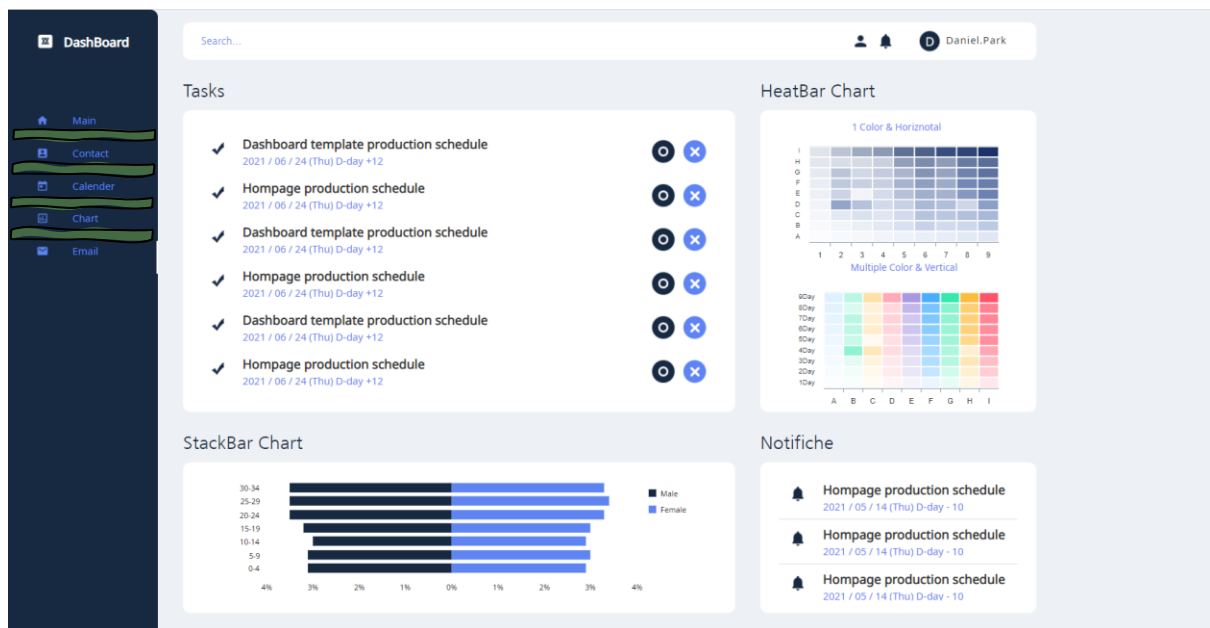 DashBoard
Main
Contact
Calender
Chart
Email
Search...
D Daniel.Park
Tasks
Dashboard template production schedule
2021 / 06 / 24 (Thu) D-day +12
Hompage production schedule
2021 / 06 / 24 (Thu) D-day +12
Dashboard template production schedule
2021 / 06 / 24 (Thu) D-day +12
Hompage production schedule
2021 / 06 / 24 (Thu) D-day +12
Dashboard template production schedule
2021 / 06 / 24 (Thu) D-day +12
Hompage production schedule
2021 / 06 / 24 (Thu) D-day +12
HeatBar Chart
1 Color & Horiznotal
I
H
G
F
E
D
C
B
A
1 2 3 4 5 6 7 8 9
Multiple Color & Vertical
9Day
8Day
7Day
6Day
5Day
4Day
3Day
2Day
1Day
A B C D E F G H I
StackBar Chart
30-34
25-29
20-24
15-19
10-14
5-9
0-4
4% 3% 2% 1% 0% 1% 2% 3% 4%
Male
Female
Notifiche
Hompage production schedule
2021 / 05 / 14 (Thu) D-day - 10
Hompage production schedule
2021 / 05 / 14 (Thu) D-day - 10
Hompage production schedule
2021 / 05 / 14 (Thu) D-day - 10